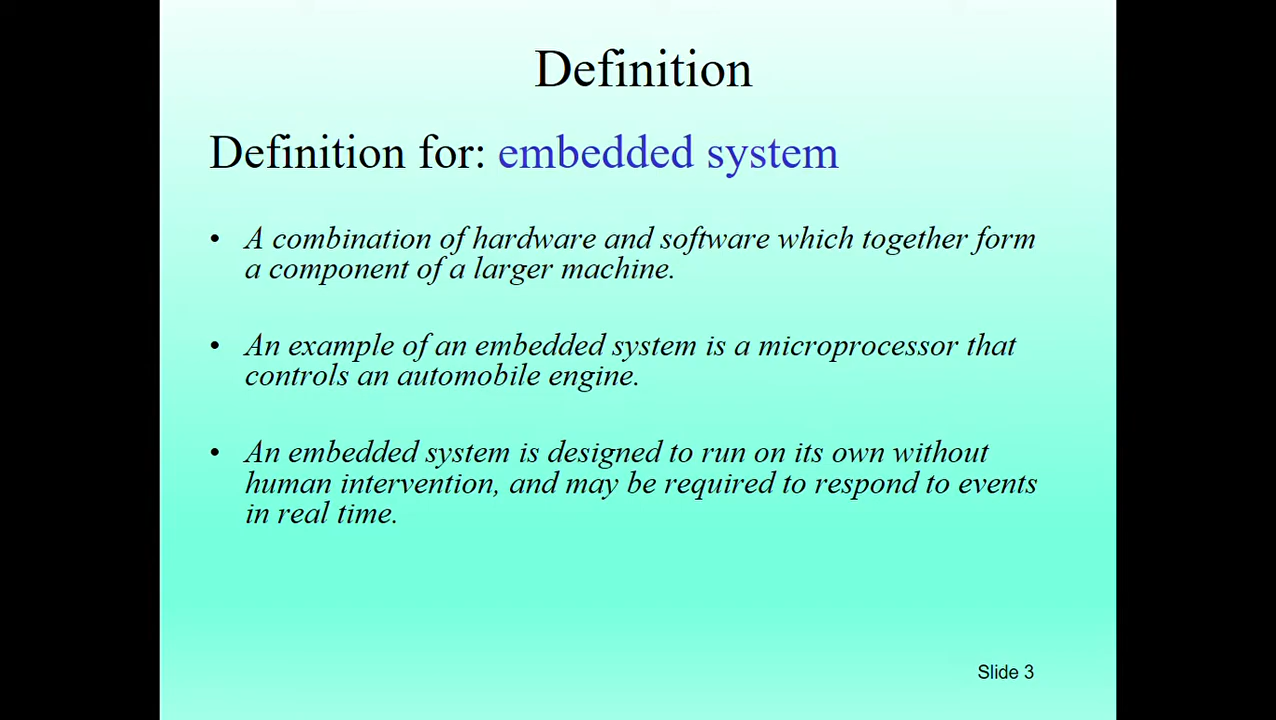 Definition
Definition for: embedded system
• A combination of hardware and software which together form
a component of a larger machine.
• An example of an embedded system is a microprocessor that
controls an automobile engine.
• An embedded system is designed to run on its own without
human intervention, and may be required to respond to events
in real time.
Slide 3